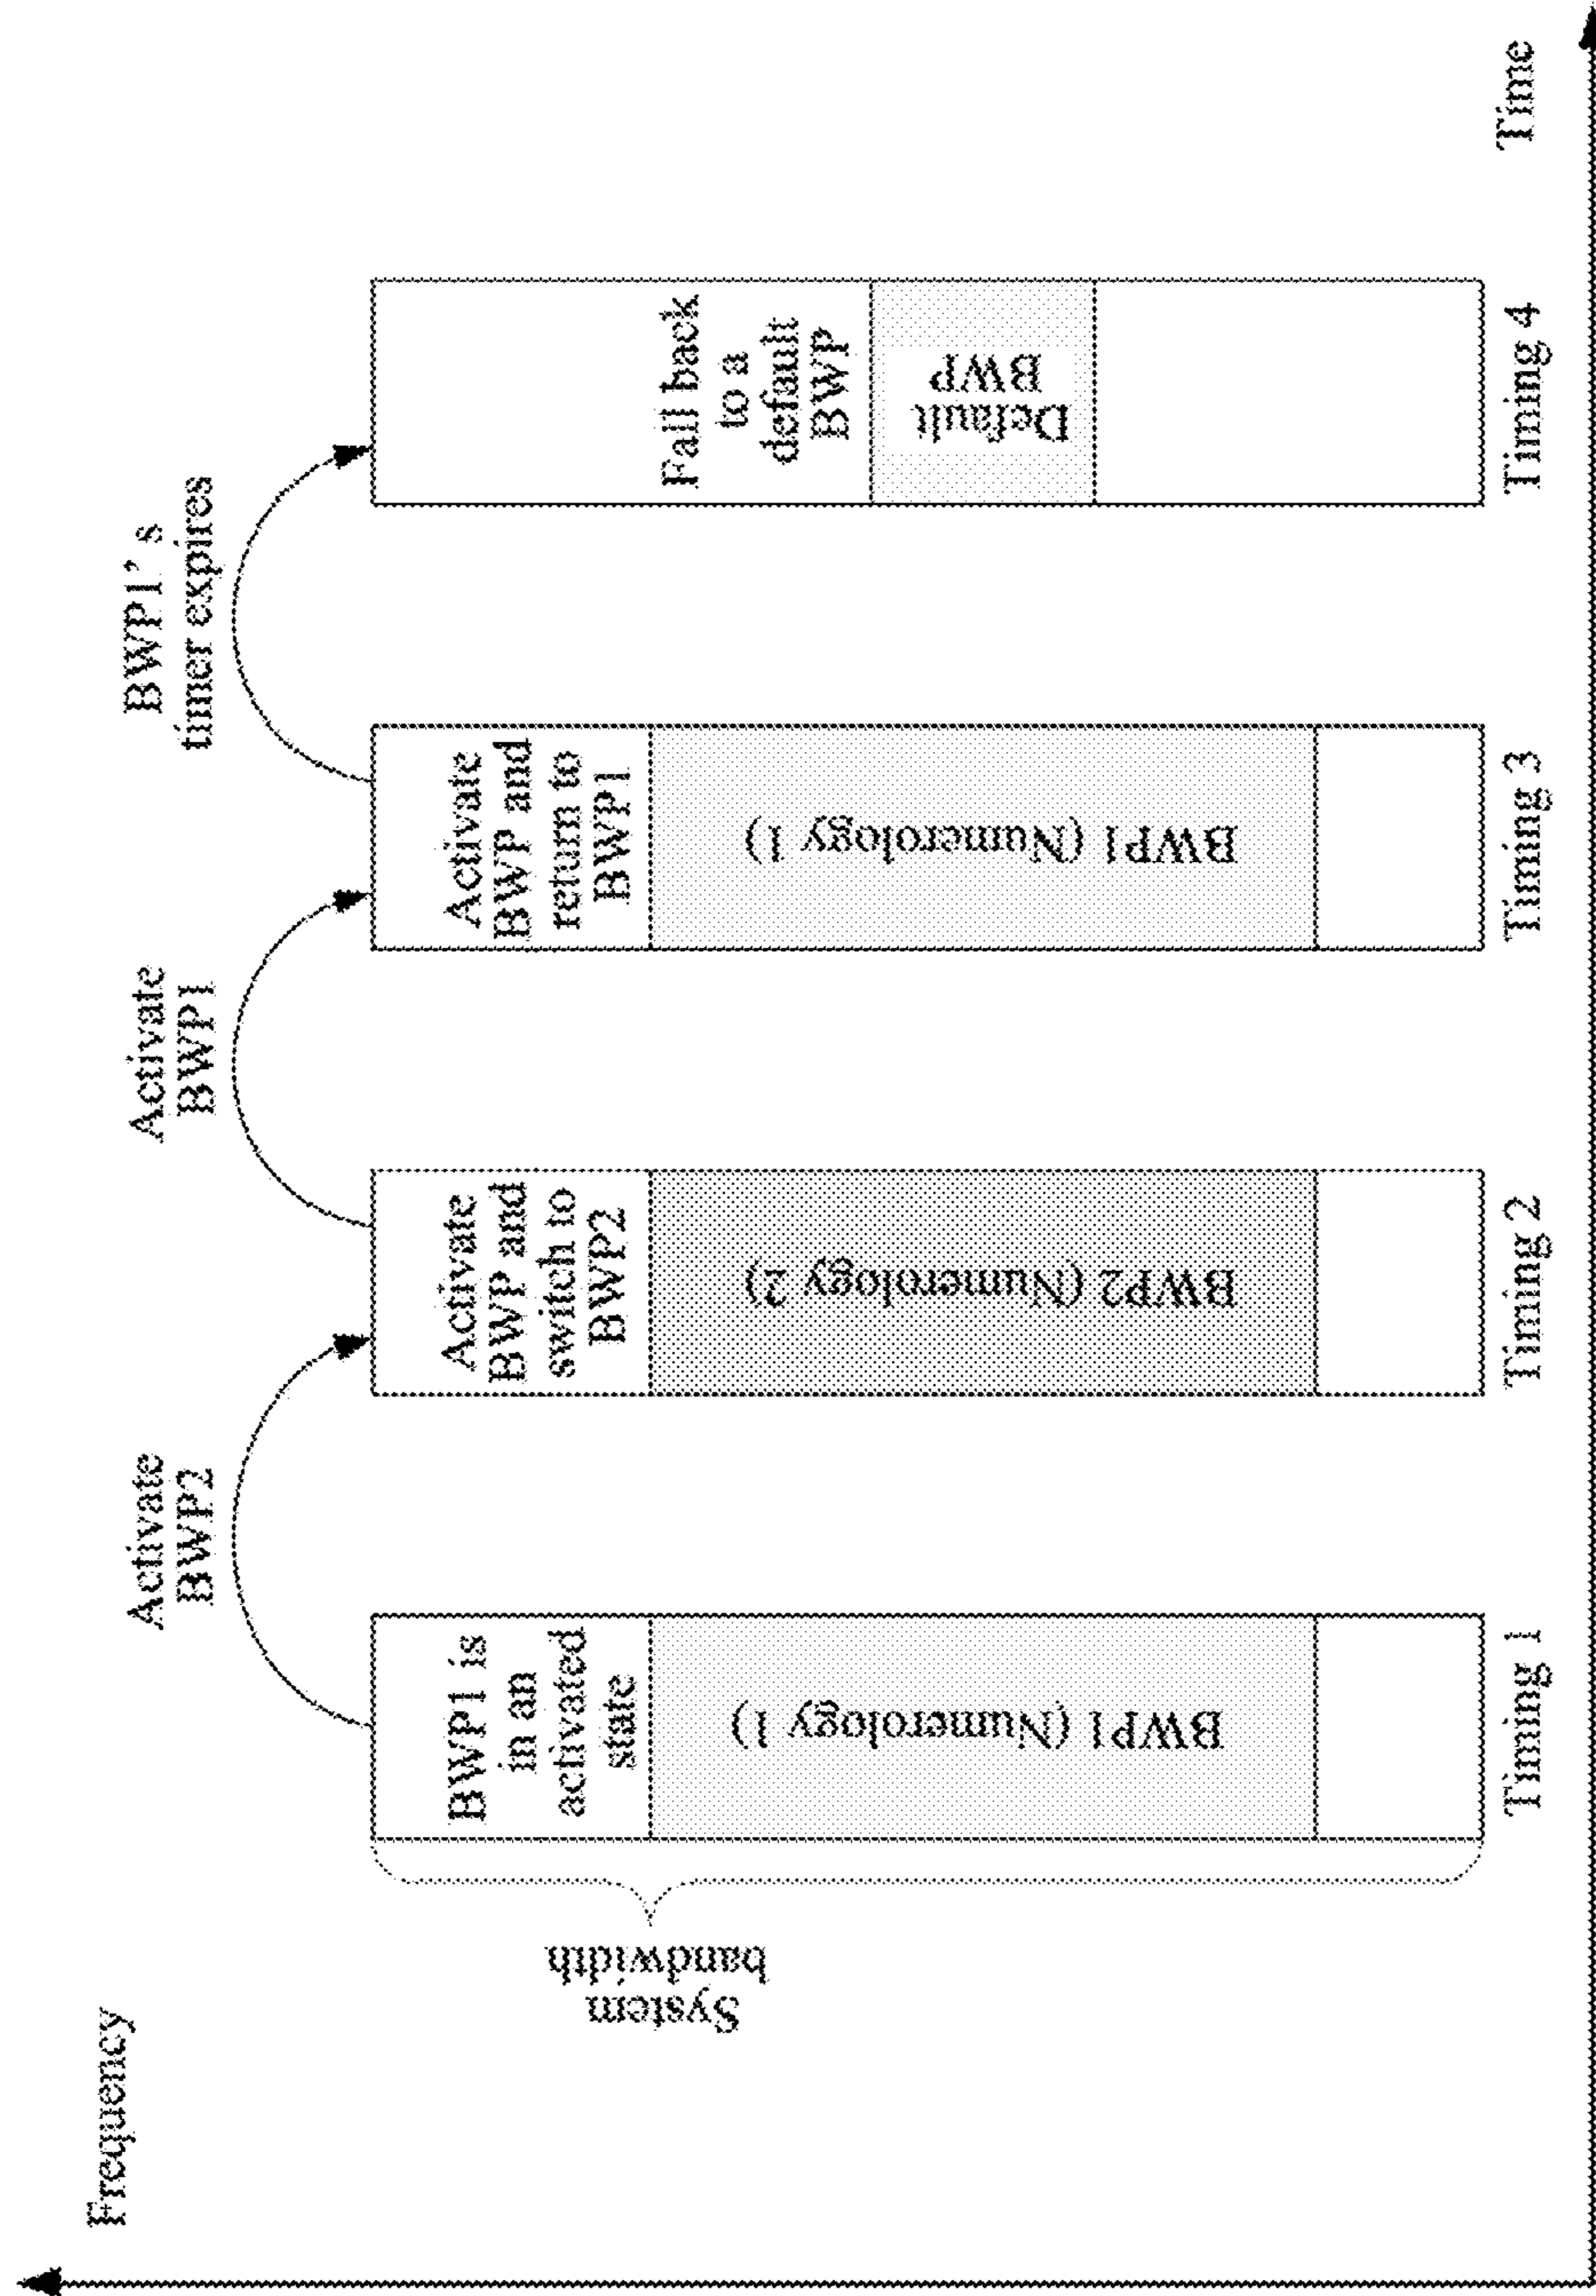 Frequency
System
bandwidth
Activate
BWP2
Activate
BWP1
BWP1's
timer expires
BWP1 is
in an
activated
state
BWP1 (Numerology 1)
Timing 1
Activate
BWP and
switch to
BWP2
BWP2 (Numerology 2)
Timing 2
Activate
BWP and
return to
BWP1
BWP1 (Numerology 1)
Timing 3
Fall back
to a
default
BWP
Default
BWP
Timing 4
Time